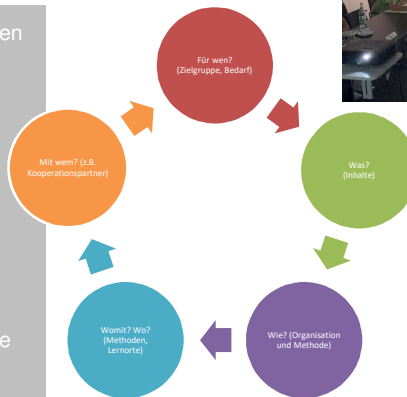 en
Für wen?
(Zielgruppe, Bedarf)
Was?
(Inhalte)
Wie? (Organisation
und Methode)
Womit? Wo?
(Methoden,
Lernorte)
Mit wem? (z.B.
Kooperationspartner)
e